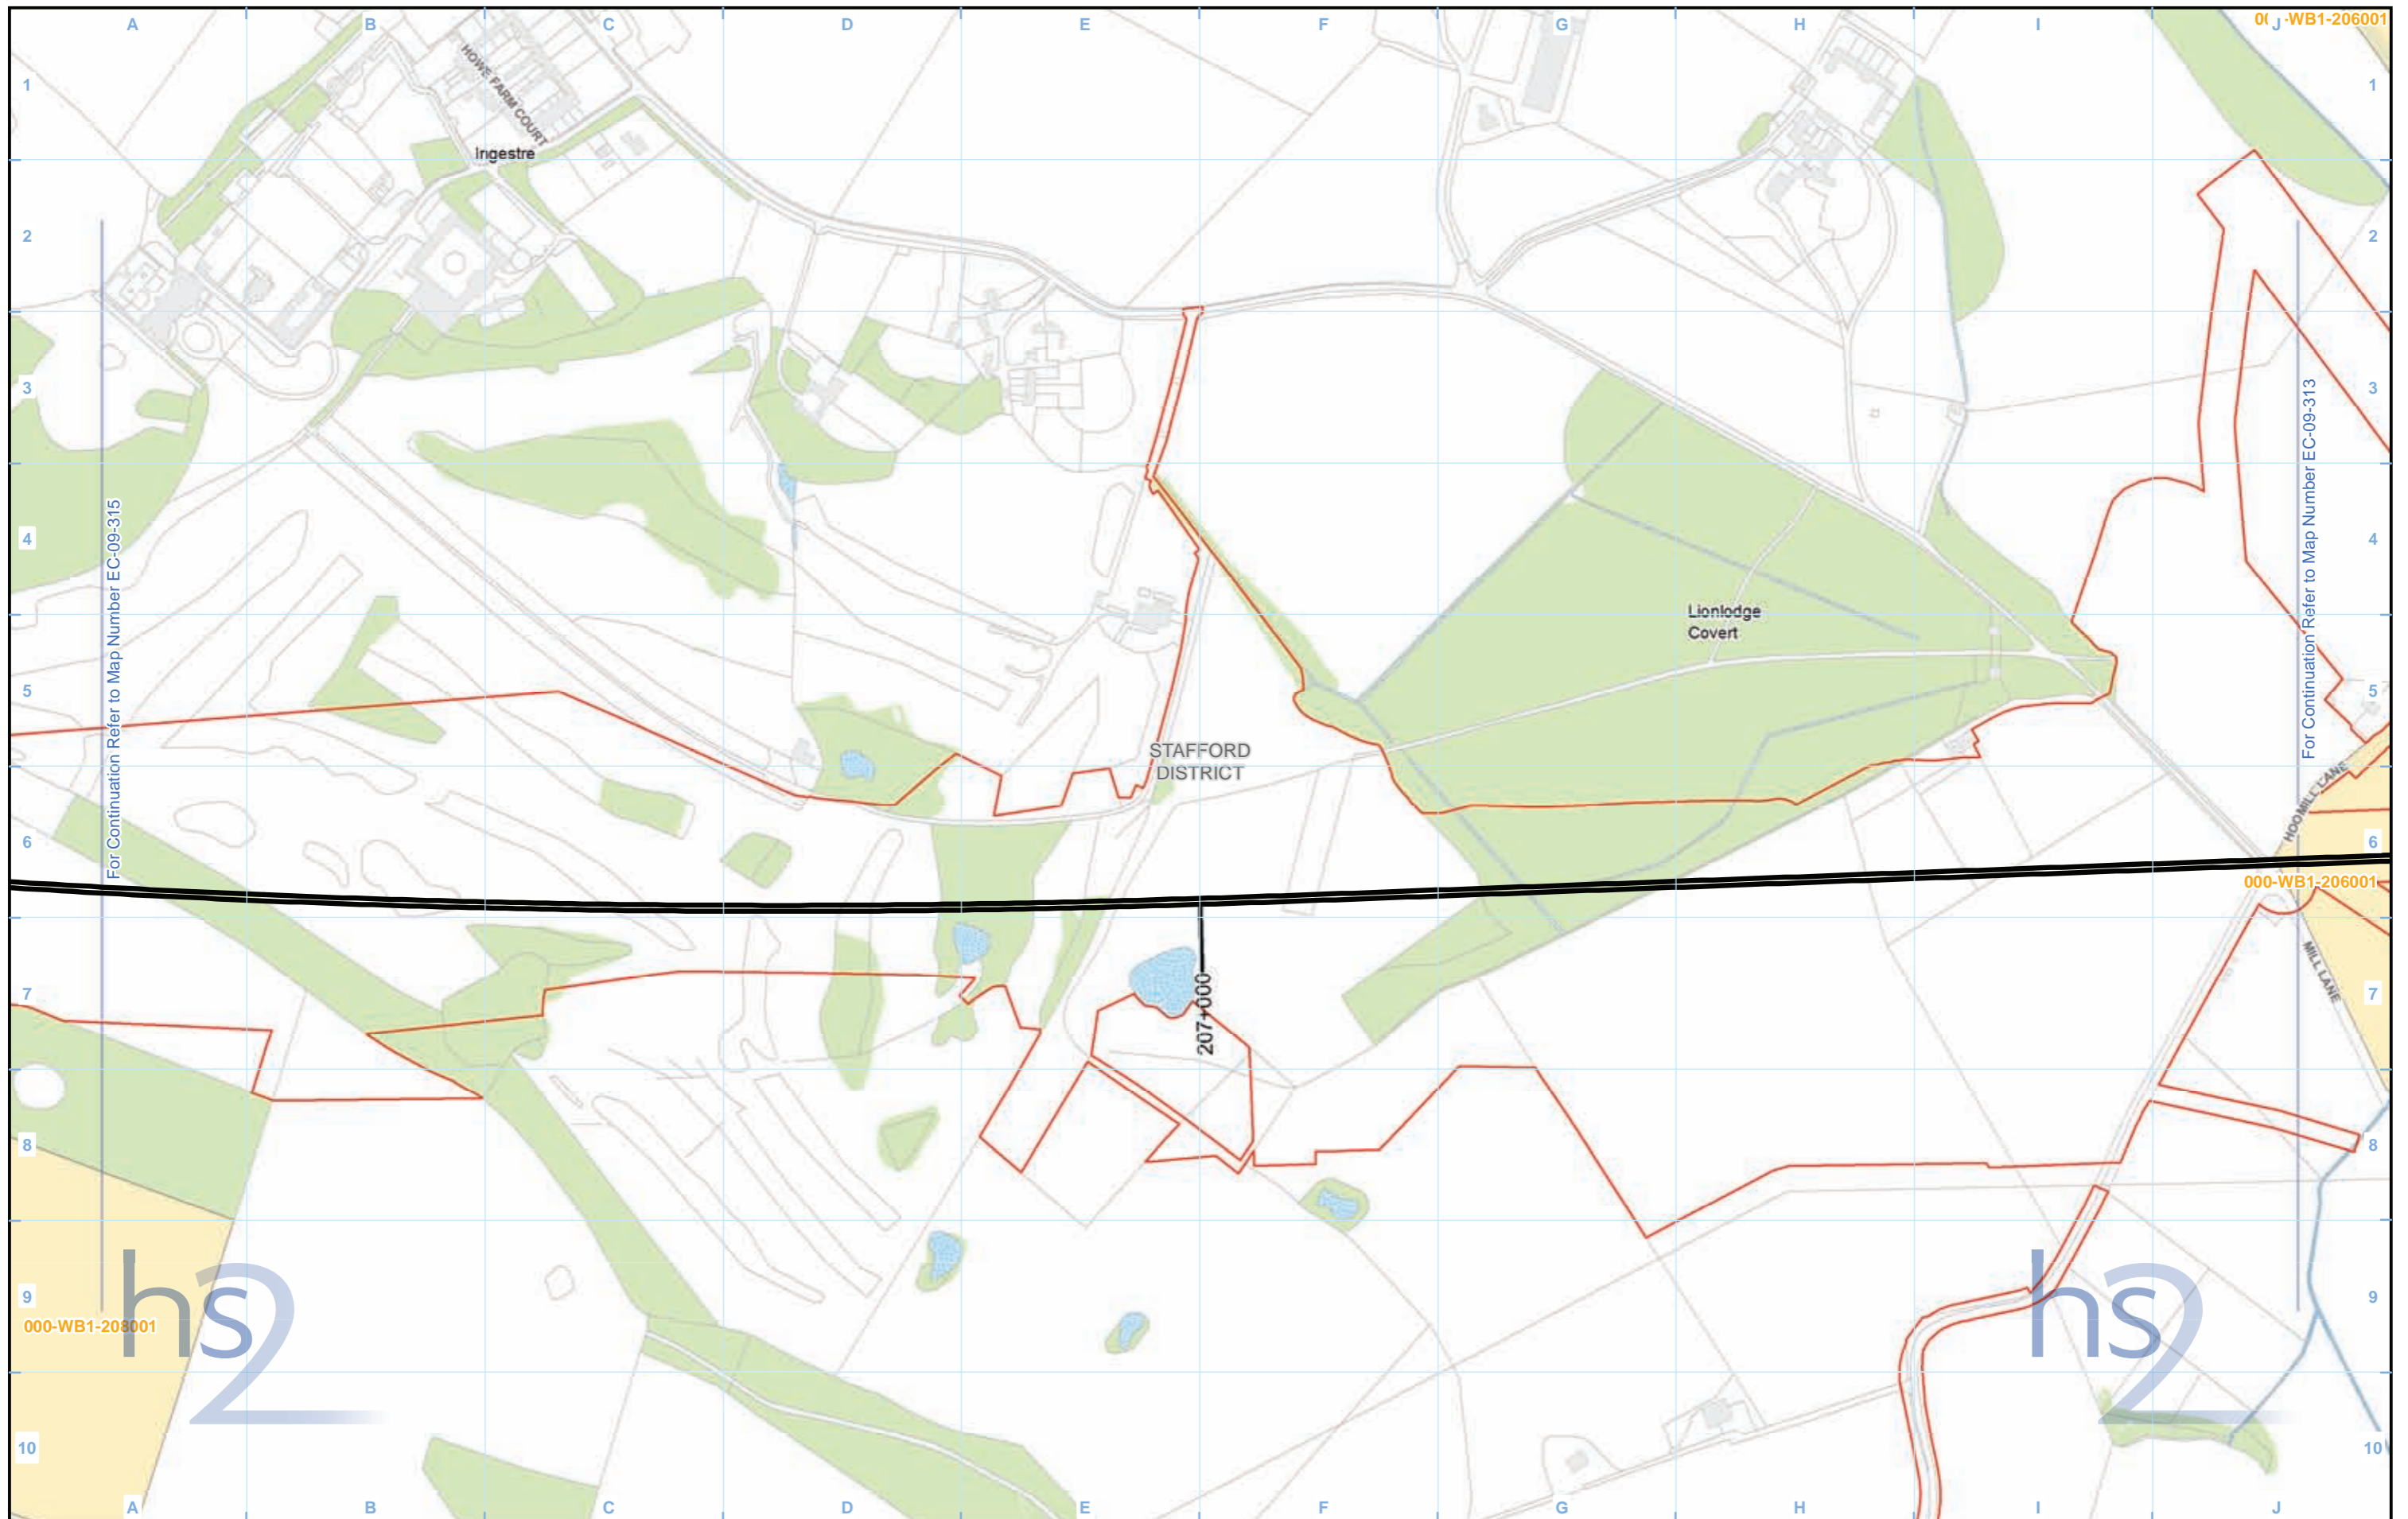 A B C D E F G H I J
00 -WB1-206001
1 1
HOWE FARM COURT
Ingestre
2 2
3 3
For Continuation Refer to Map Number EC-09-315
For Continuation Refer to Map Number EC-09-313
4 4
Lionlodge
Covert
5 5
STAFFORD
DISTRICT
HOOMILL LANE
6 6
000-WB1-206001
MILL LANE
7 7
207+000
8 8
9 9
hs2
hs2
000-WB1-208001
10 10
A B C D E F G H I J